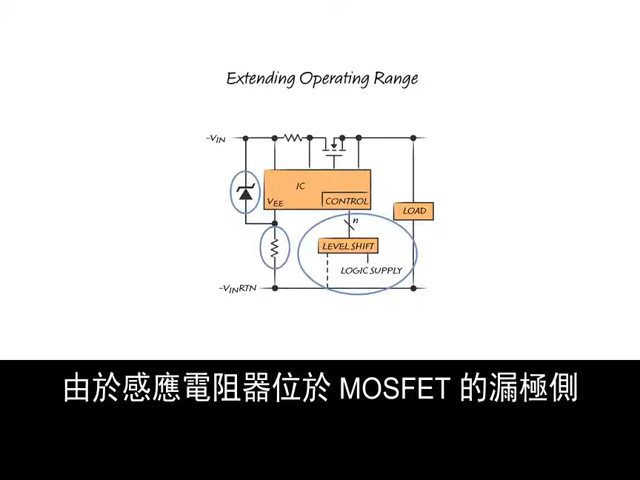 Extending Operating Range
-VIN
IC
VEE
CONTROL
LOAD
n
LEVEL SHIFT
LOGIC SUPPLY
-VINRTN
由於感應電阻器位於 MOSFET 的漏極側